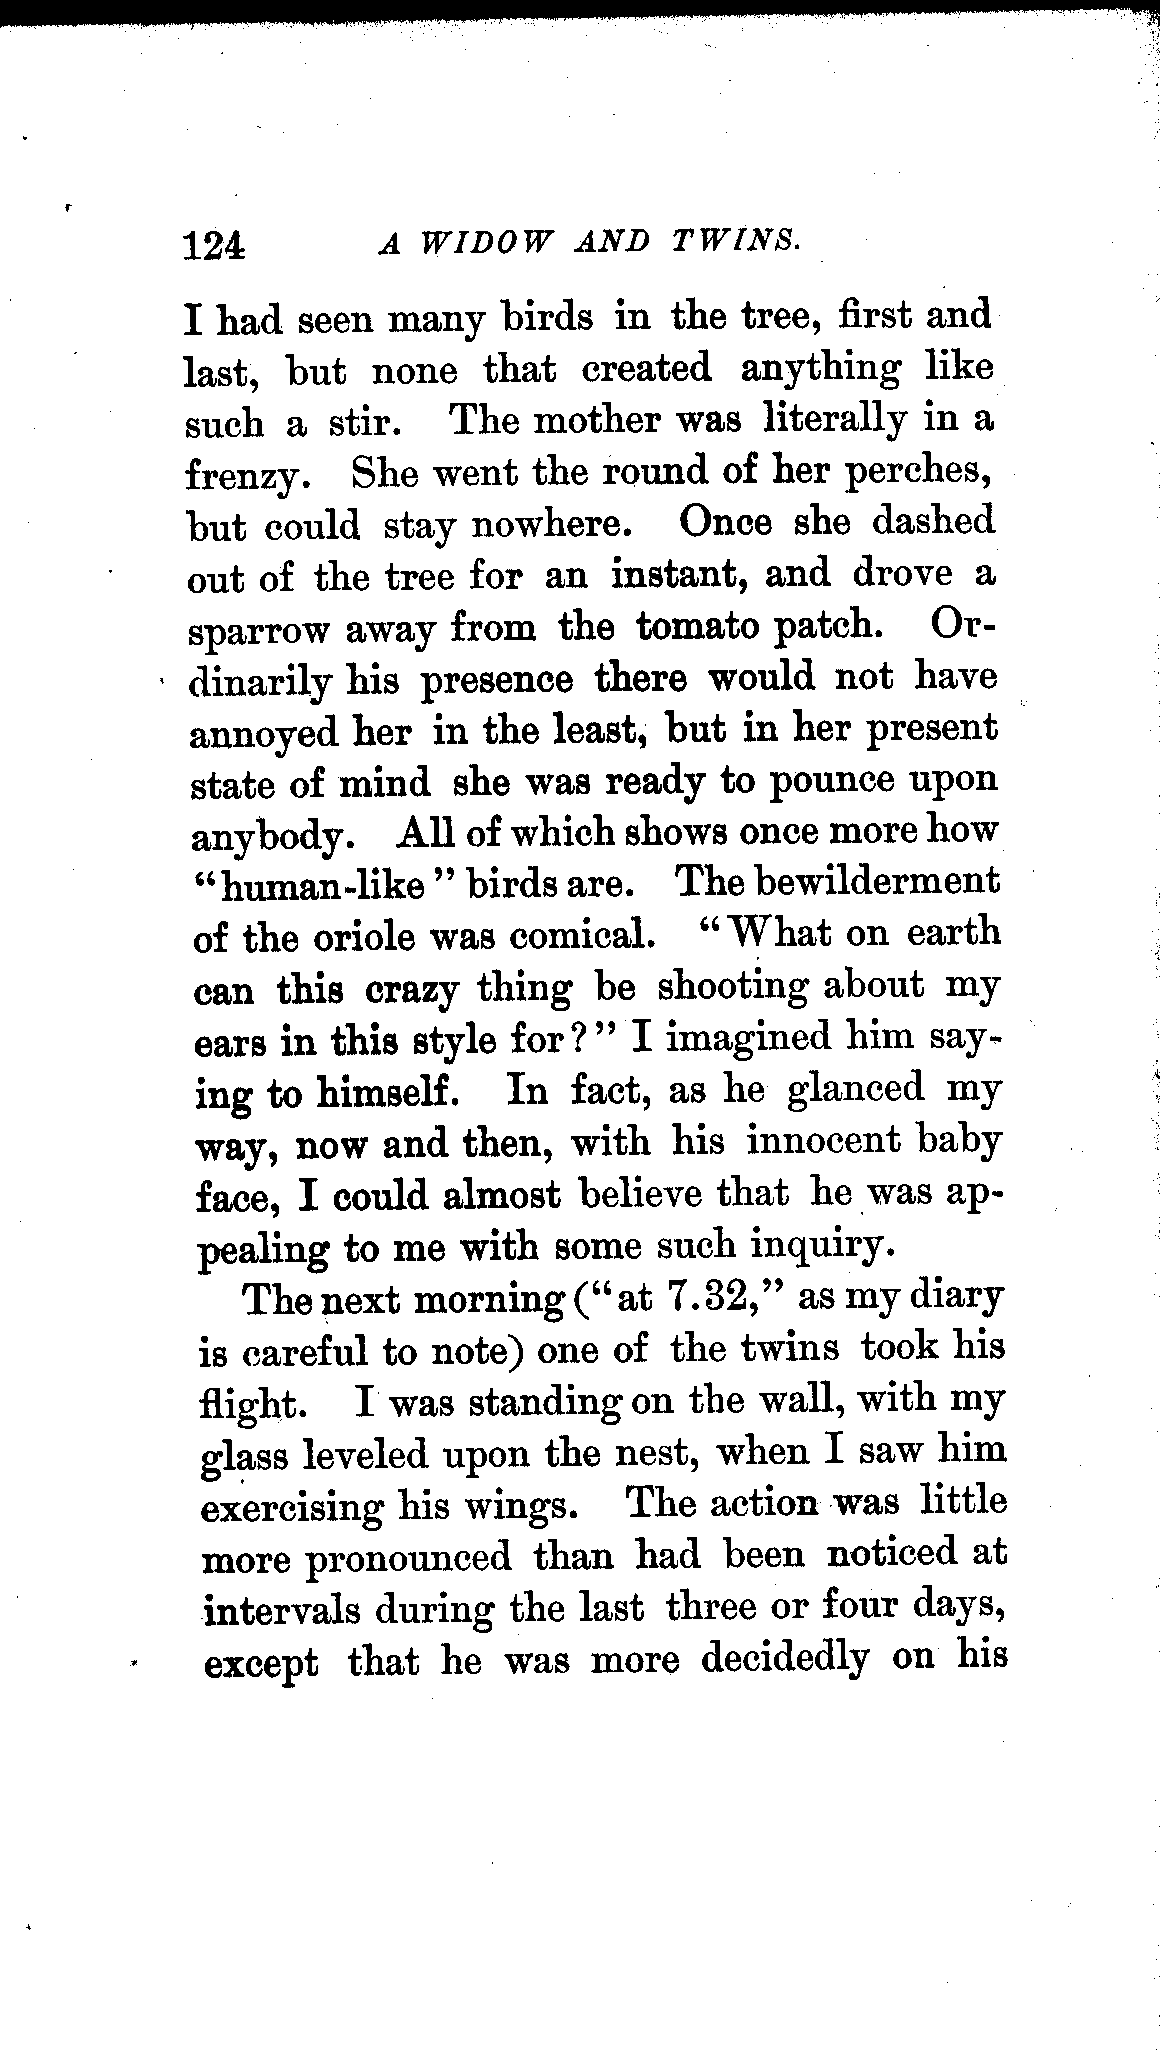 124 A WIDOW AND TWINS.
I had seen many birds in the tree, first and
last, but none that created anything like
such a stir. The mother was literally in a
frenzy. She went the round of her perches,
but could stay nowhere. Once she dashed
out of the tree for an instant, and drove a
sparrow away from the tomato patch. Or-
dinarily his presence there would not have
annoyed her in the least, but in her present
state of mind she was ready to pounce upon
anybody. All of which shows once more how
“human-like” birds are. The bewilderment
of the oriole was comical. “What on earth
can this crazy thing be shooting about my
ears in this style for?” I imagined him say-
ing to himself. In fact, as he glanced my
way, now and then, with his innocent baby
face, I could almost believe that he was ap-
pealing to me with some such inquiry.
The next morning (“at 7.32,” as my diary
is careful to note) one of the twins took his
flight. I was standing on the wall, with my
glass leveled upon the nest, when I saw him
exercising his wings. The action was little
more pronounced than had been noticed at
intervals during the last three or four days,
except that he was more decidedly on his